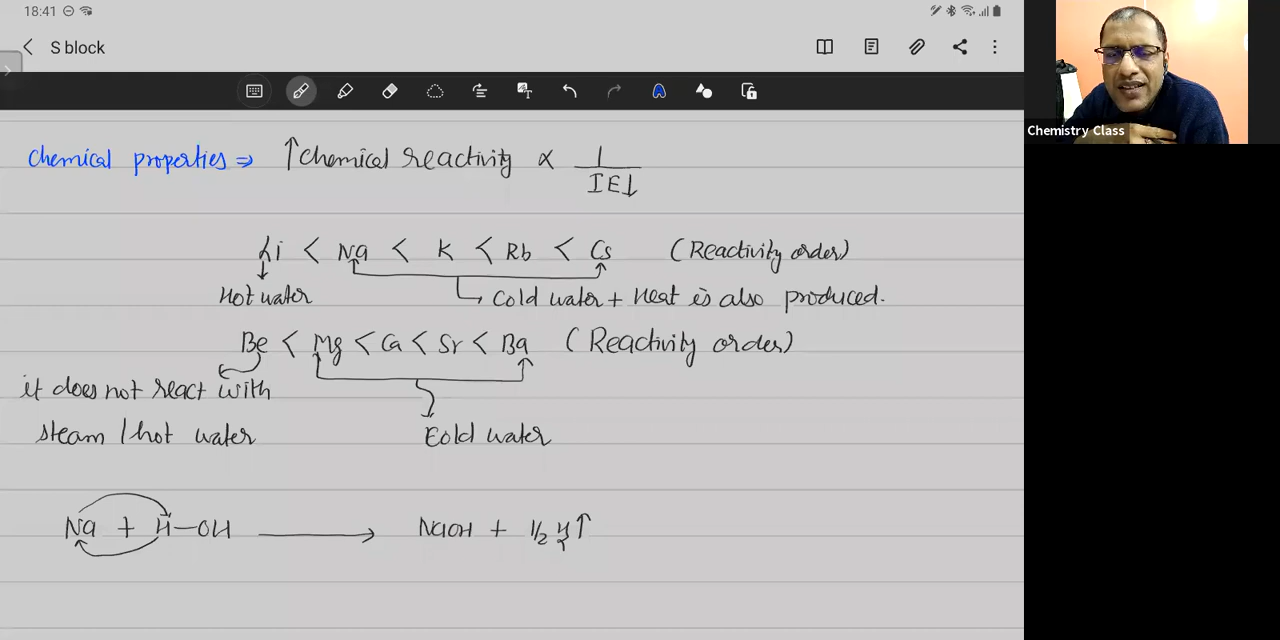 18:41
S block
Chemistry Class
Chemical properties ⇒ ↑Chemical reactivity ∝ 1/IE↓
Li < Na < K < Rb < Cs (Reactivity order)
Hot water Cold water + Heat is also produced.
Be < Mg < Ca < Sr < Ba (Reactivity order)
it does not react with
steam / hot water Cold water
Na + H—OH ⟶ NaOH + 1/2 H₂↑